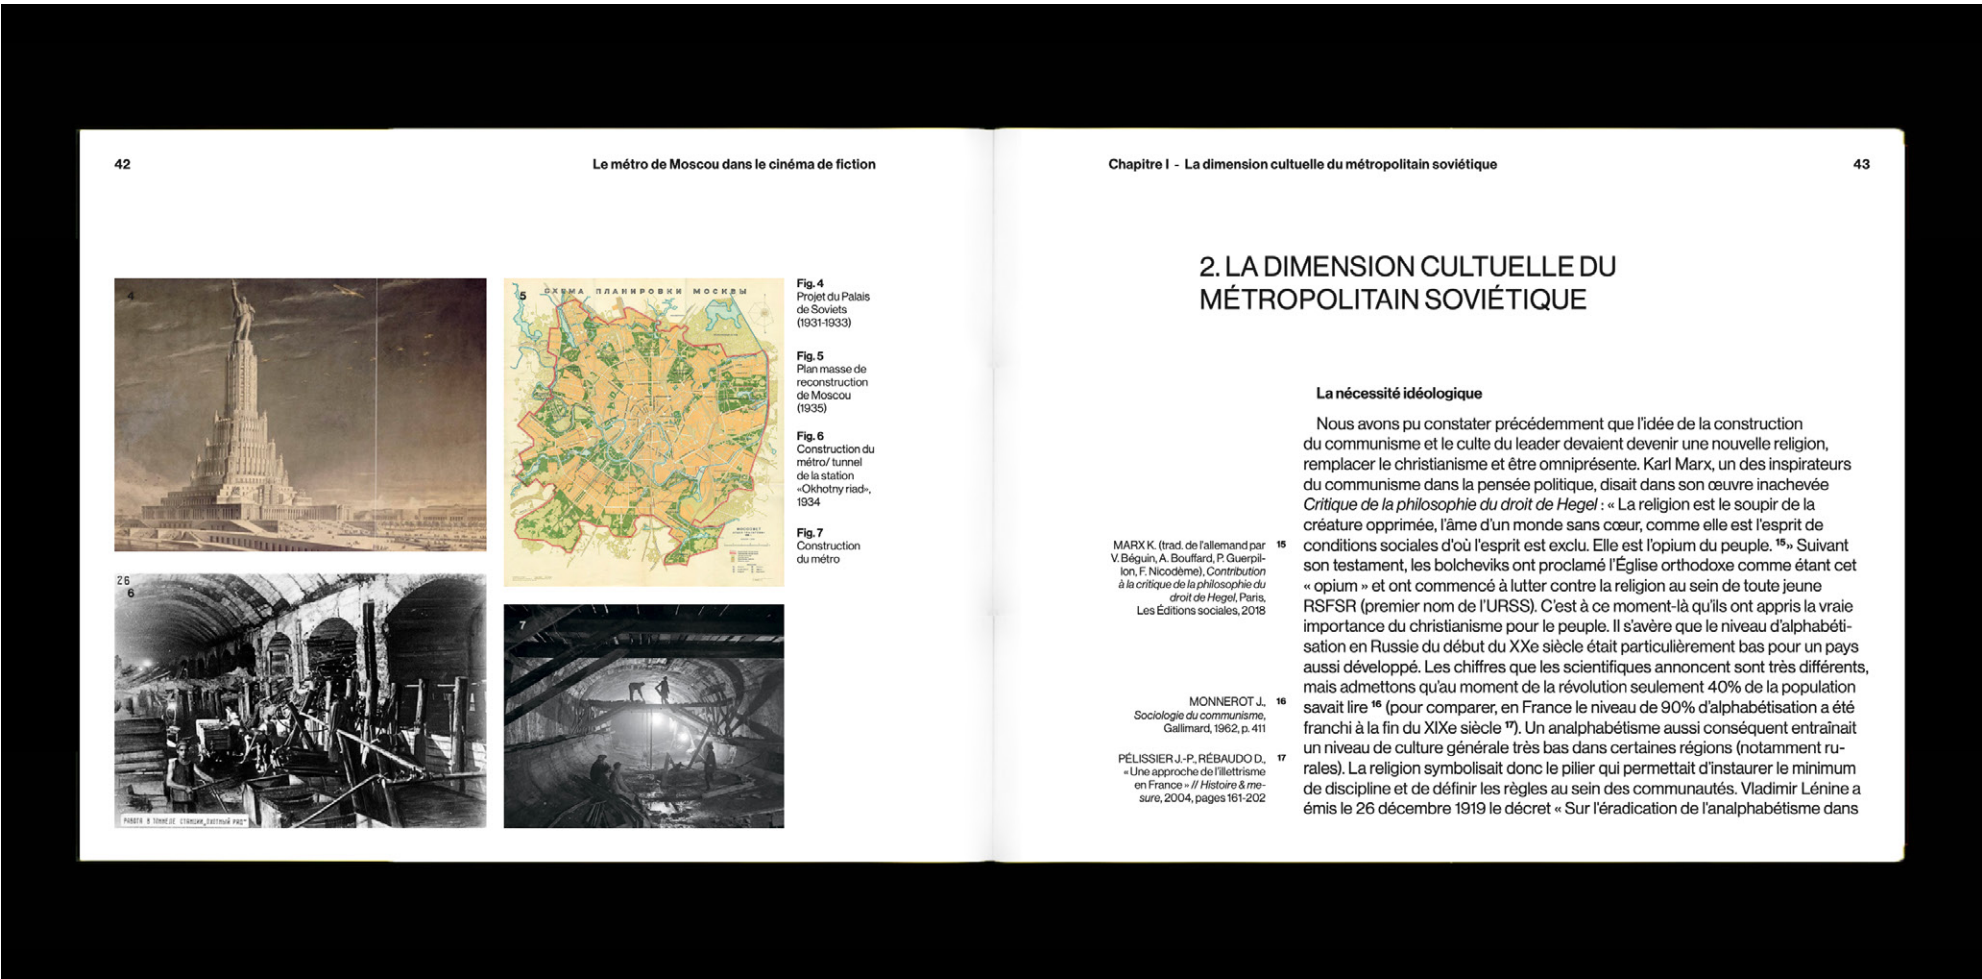 42
Le métro de Moscou dans le cinéma de fiction
4
5
СХЕМА ПЛАНИРОВКИ МОСКВЫ
Fig. 4
Projet du Palais
de Soviets
(1931-1933)
Fig. 5
Plan masse de
reconstruction
de Moscou
(1935)
Fig. 6
Construction du
métro/ tunnel
de la station
«Okhotny riad»,
1934
Fig. 7
Construction
du métro
26
6
РАБОТА В ТОННЕЛЕ СТАНЦИИ „ОХОТНЫЙ РЯД"
7
Chapitre I - La dimension cultuelle du métropolitain soviétique
43
2. LA DIMENSION CULTUELLE DU
MÉTROPOLITAIN SOVIÉTIQUE
La nécessité idéologique
Nous avons pu constater précédemment que l'idée de la construction
du communisme et le culte du leader devaient devenir une nouvelle religion,
remplacer le christianisme et être omniprésente. Karl Marx, un des inspirateurs
du communisme dans la pensée politique, disait dans son œuvre inachevée
Critique de la philosophie du droit de Hegel : « La religion est le soupir de la
créature opprimée, l'âme d'un monde sans cœur, comme elle est l'esprit de
conditions sociales d'où l'esprit est exclu. Elle est l'opium du peuple. 15» Suivant
son testament, les bolcheviks ont proclamé l'Église orthodoxe comme étant cet
« opium » et ont commencé à lutter contre la religion au sein de toute jeune
RSFSR (premier nom de l'URSS). C'est à ce moment-là qu'ils ont appris la vraie
importance du christianisme pour le peuple. Il s'avère que le niveau d'alphabéti-
sation en Russie du début du XXe siècle était particulièrement bas pour un pays
aussi développé. Les chiffres que les scientifiques annoncent sont très différents,
mais admettons qu'au moment de la révolution seulement 40% de la population
savait lire 16 (pour comparer, en France le niveau de 90% d'alphabétisation a été
franchi à la fin du XIXe siècle 17). Un analphabétisme aussi conséquent entraînait
un niveau de culture générale très bas dans certaines régions (notamment ru-
rales). La religion symbolisait donc le pilier qui permettait d'instaurer le minimum
de discipline et de définir les règles au sein des communautés. Vladimir Lénine a
émis le 26 décembre 1919 le décret « Sur l'éradication de l'analphabétisme dans
MARX K. (trad. de l'allemand par 15
V. Béguin, A. Bouffard, P. Guerpil-
lon, F. Nicodème), Contribution
à la critique de la philosophie du
droit de Hegel, Paris,
Les Éditions sociales, 2018
MONNEROT J., 16
Sociologie du communisme,
Gallimard, 1962, p. 411
PÉLISSIER J.-P., RÉBAUDO D., 17
« Une approche de l'illettrisme
en France » // Histoire & me-
sure, 2004, pages 161-202